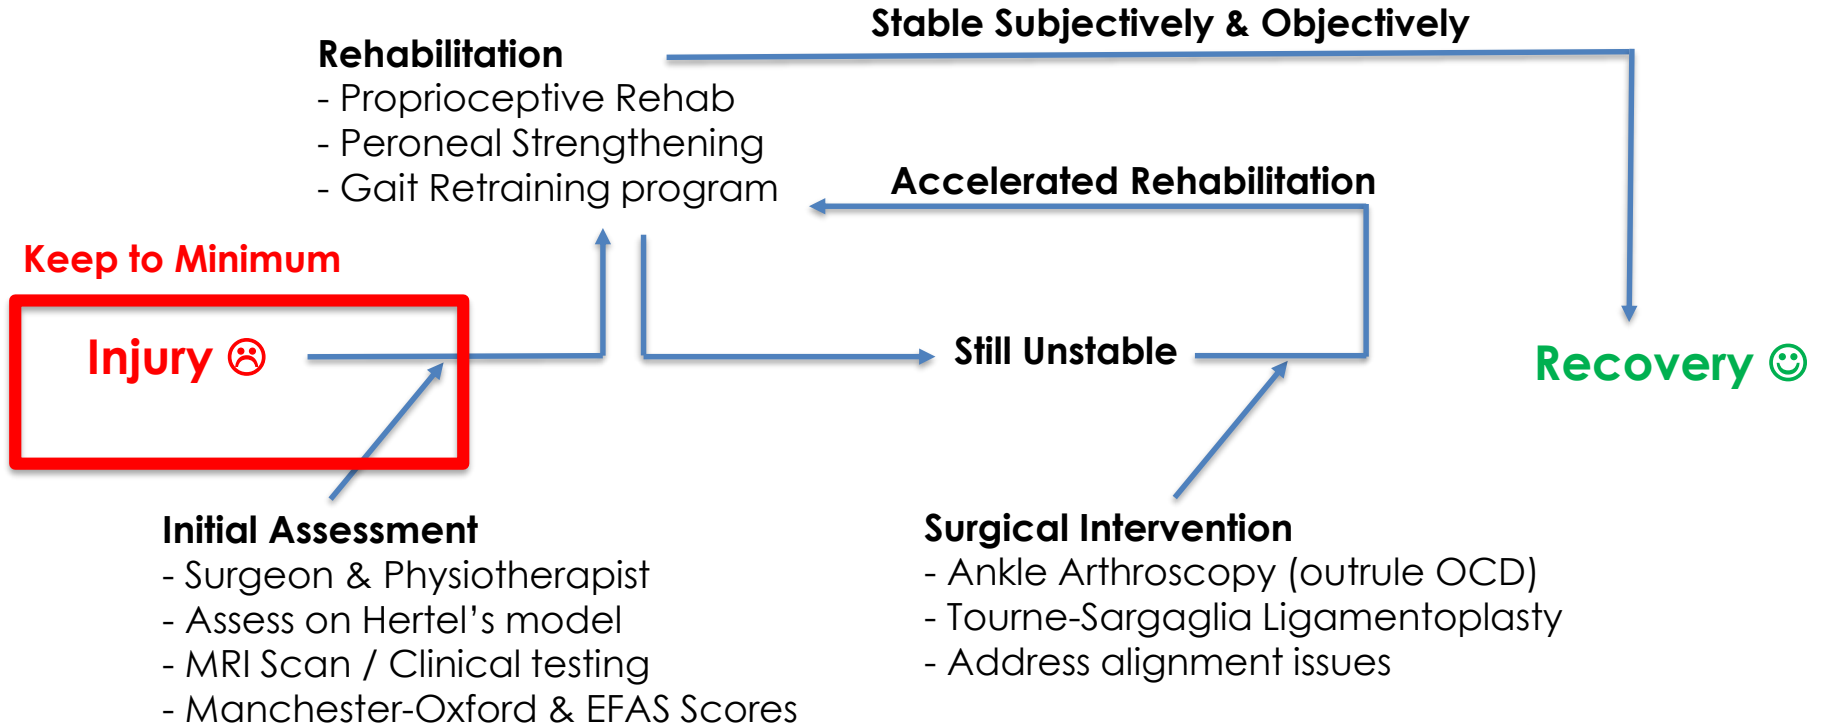 Stable Subjectively & Objectively
Rehabilitation
- Proprioceptive Rehab
- Peroneal Strengthening
- Gait Retraining program
Accelerated Rehabilitation
Keep to Minimum
Injury ☹
Still Unstable
Recovery ☺
Initial Assessment
- Surgeon & Physiotherapist
- Assess on Hertel’s model
- MRI Scan / Clinical testing
- Manchester-Oxford & EFAS Scores
Surgical Intervention
- Ankle Arthroscopy (outrule OCD)
- Tourne-Sargaglia Ligamentoplasty
- Address alignment issues